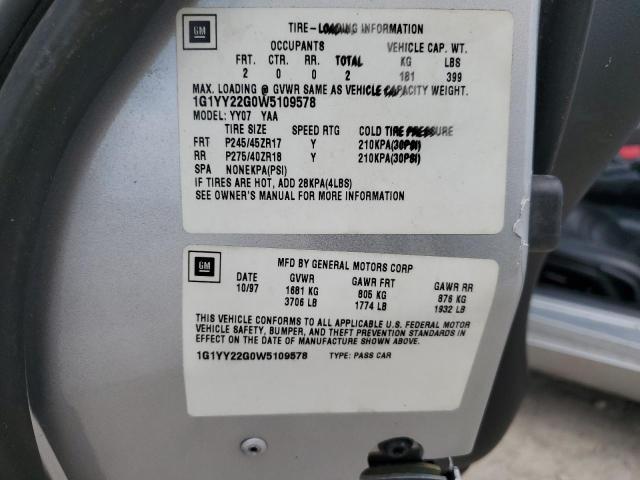 GM
TIRE-LOADING INFORMATION
OCCUPANTS VEHICLE CAP. WT.
FRT. CTR. RR. TOTAL KG LBS
2 0 0 2 181 399
MAX. LOADING @ GVWR SAME AS VEHICLE CAPACITY WEIGHT.
1G1YY22G0W5109578
MODEL: YY07 YAA
TIRE SIZE SPEED RTG COLD TIRE PRESSURE
FRT P245/45ZR17 Y 210KPA(30PSI)
RR P275/40ZR18 Y 210KPA(30PSI)
SPA NONEKPA(PSI)
IF TIRES ARE HOT, ADD 28KPA(4LBS)
SEE OWNER'S MANUAL FOR MORE INFORMATION
GM
MFD BY GENERAL MOTORS CORP
DATE GVWR GAWR FRT GAWR RR
10/97 1681 KG 805 KG 876 KG
3706 LB 1774 LB 1932 LB
THIS VEHICLE CONFORMS TO ALL APPLICABLE U.S. FEDERAL MOTOR
VEHICLE SAFETY, BUMPER, AND THEFT PREVENTION STANDARDS IN
EFFECT ON THE DATE OF MANUFACTURE SHOWN ABOVE.
1G1YY22G0W5109578 TYPE: PASS CAR